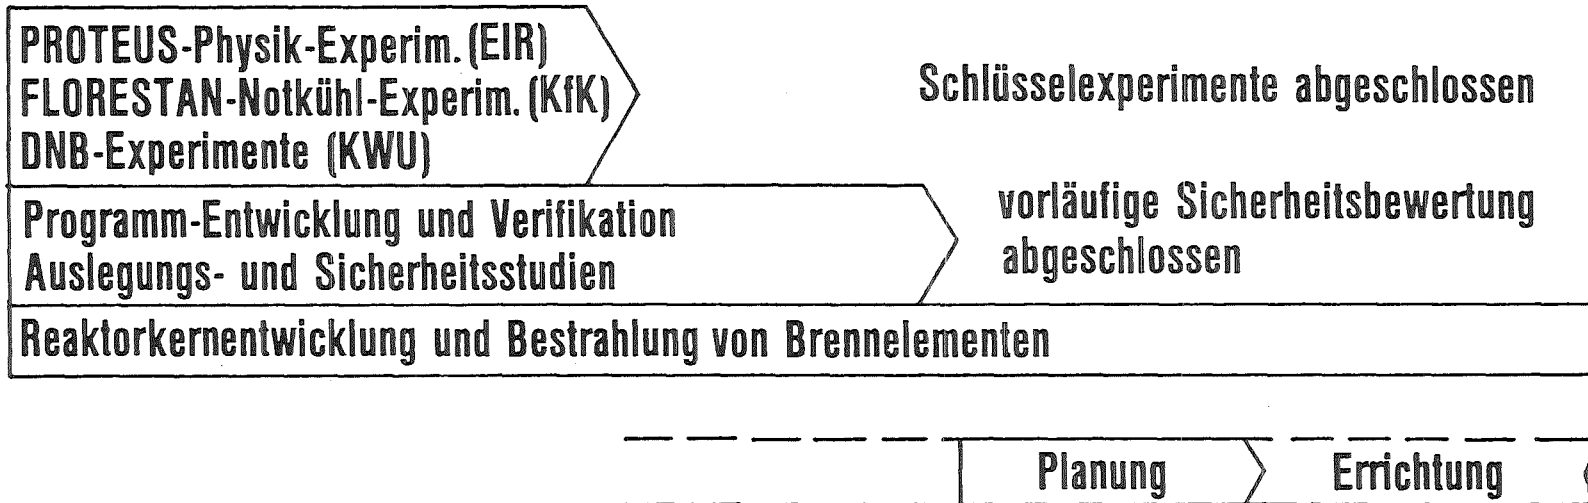 PROTEUS-Physik-Experim. (EIR)
FLORESTAN-Notkühl-Experim. (KfK)
DNB-Experimente (KWU)
Schlüsselexperimente abgeschlossen
Programm-Entwicklung und Verifikation
Auslegungs- und Sicherheitsstudien
vorläufige Sicherheitsbewertung
abgeschlossen
Reaktorkernentwicklung und Bestrahlung von Brennelementen
Planung
Errichtung